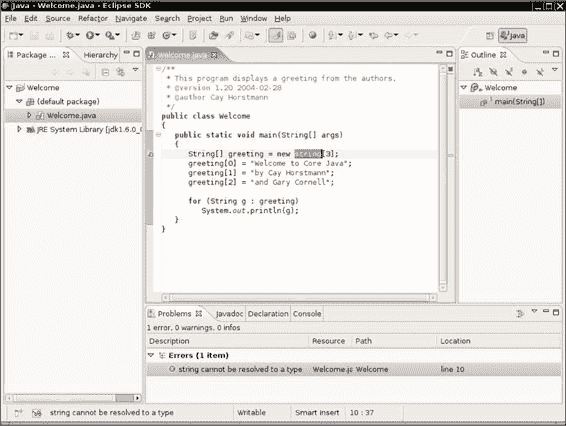 Java - Welcome.java - Eclipse SDK
File Edit Source Refactor Navigate Search Project Run Window Help
Java
Package ... Hierarchy
Welcome
(default package)
Welcome.java
JRE System Library [jdk1.6.0
Welcome.java
/**
* This program displays a greeting from the authors.
* @version 1.20 2004-02-28
* @author Cay Horstmann
*/
public class Welcome
{
public static void main(String[] args)
{
String[] greeting = new string[3];
greeting[0] = "Welcome to Core Java";
greeting[1] = "by Cay Horstmann";
greeting[2] = "and Gary Cornell";
for (String g : greeting)
System.out.println(g);
}
}
Outline
Welcome
main(String[])
Problems Javadoc Declaration Console
1 error, 0 warnings, 0 infos
Description Resource Path Location
Errors (1 item)
string cannot be resolved to a type Welcome.ja Welcome line 10
string cannot be resolved to a type Writable Smart insert 10 : 37